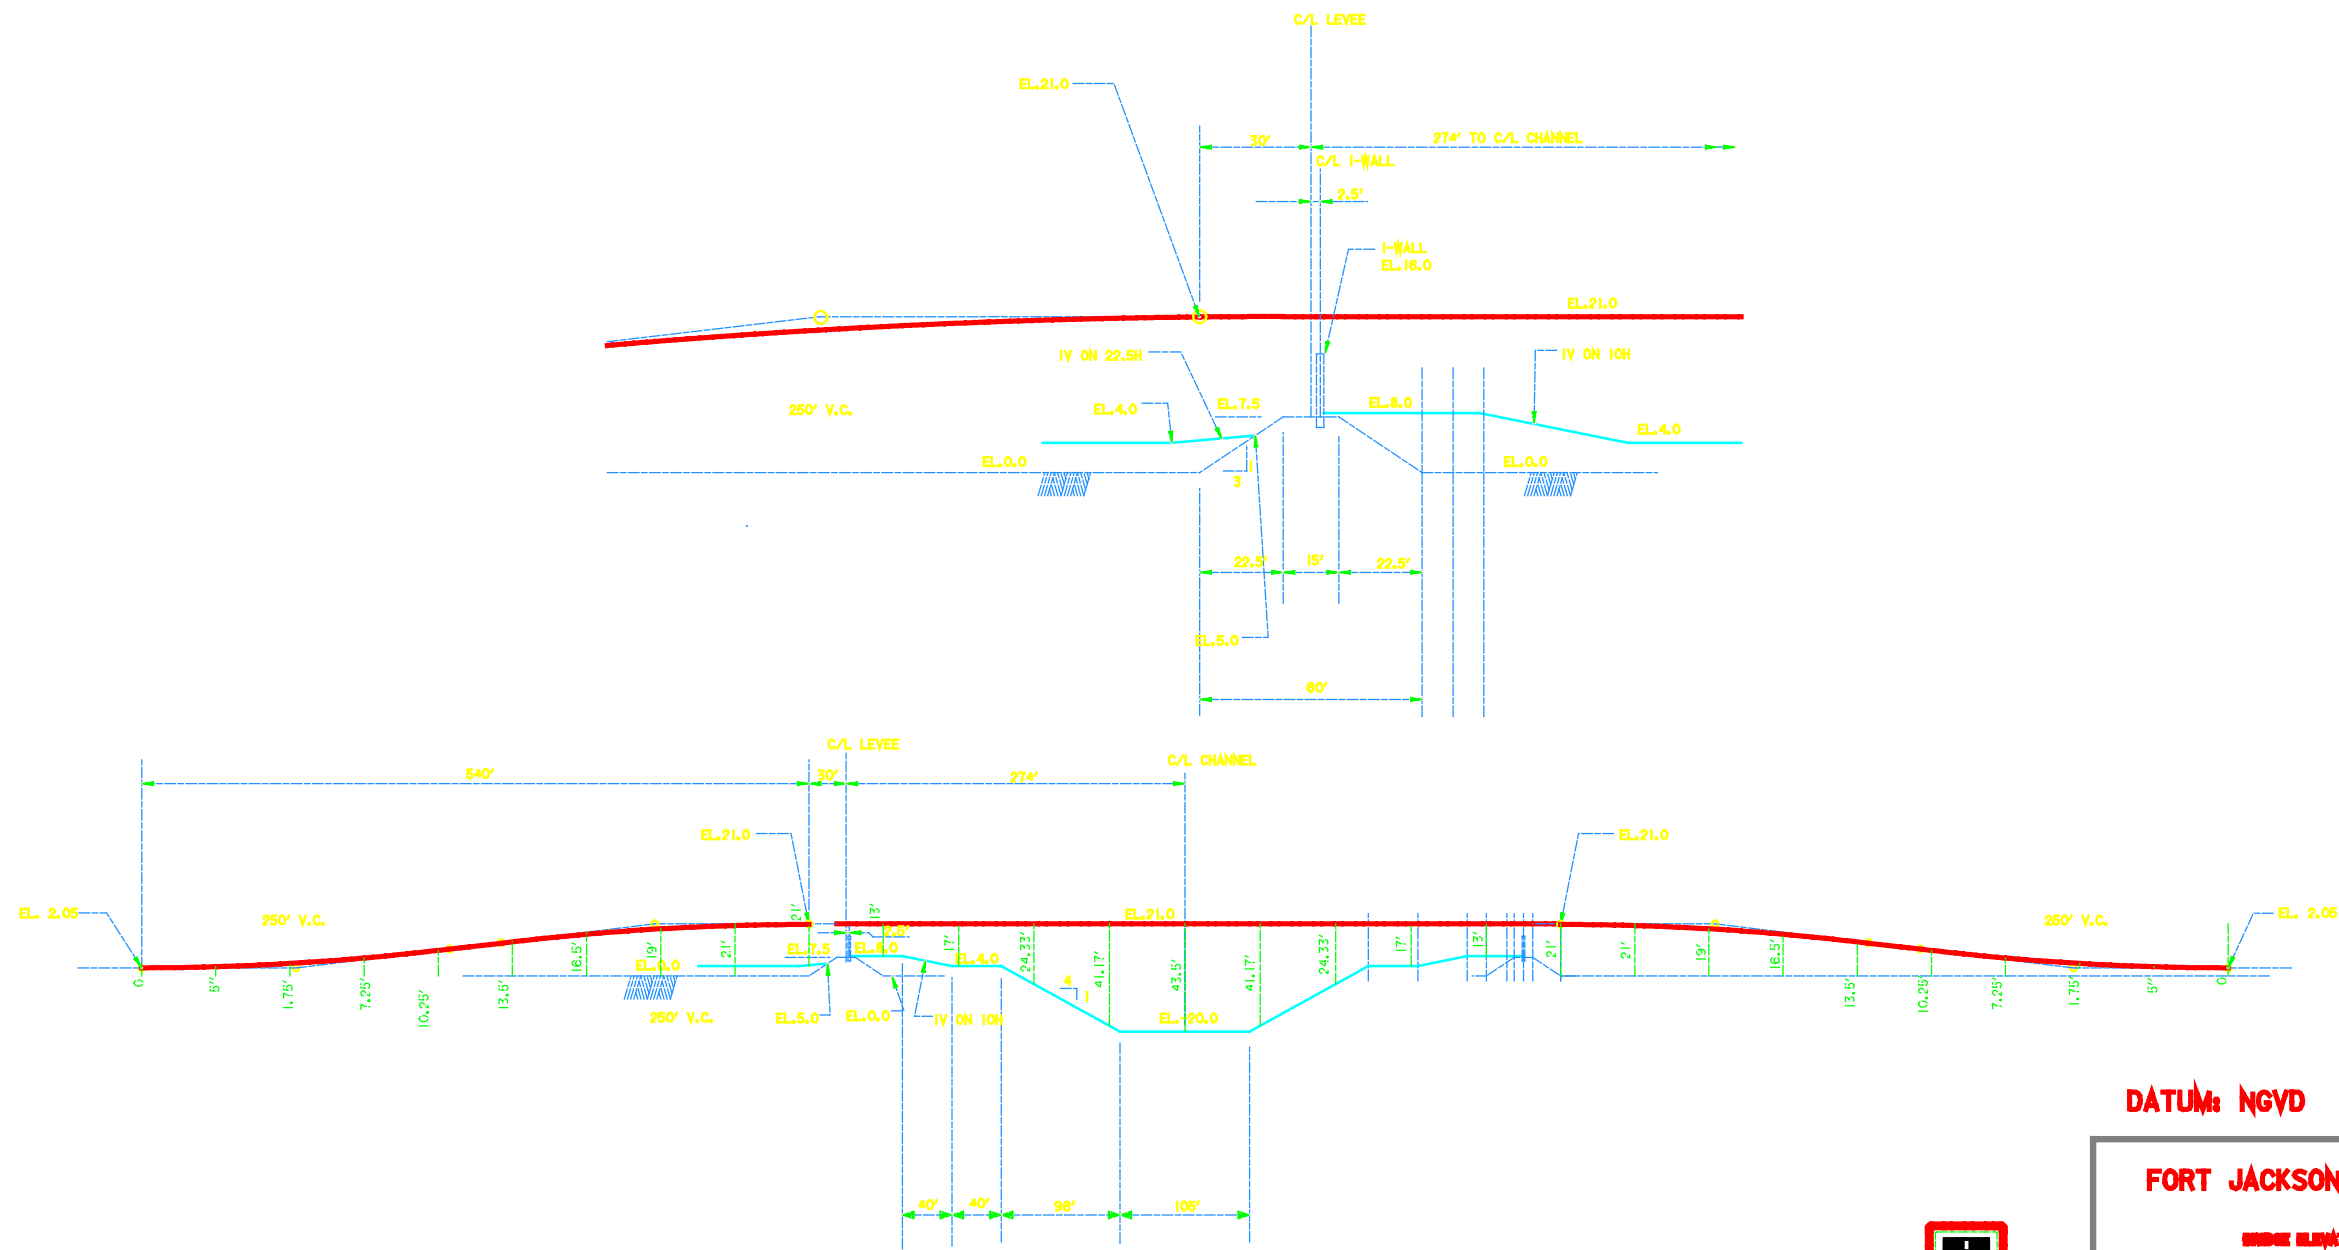 C/L LEVEE
EL.21.0
30' 274' TO C/L CHANNEL
C/L I-WALL
2.5'
I-WALL
EL.18.0
EL.21.0
1V ON 22.5H
1V ON 10H
250' V.C.
EL.4.0
EL.7.5
EL.8.0
EL.4.0
EL.0.0
EL.0.0
1
3
22.5' 15' 22.5'
EL.5.0
60'
C/L LEVEE
C/L CHANNEL
540' 30' 274'
EL.21.0
EL.21.0
EL. 2.05
250' V.C.
21'
13'
EL.21.0
250' V.C.
EL. 2.05
2.5'
EL.7.5
EL.8.0
EL.0.0
EL.4.0
16.5' 19' 21' 17' 24.33' 41.17' 43.5' 41.17' 24.33' 17' 13' 21' 21' 19' 16.5'
0 5" 1.75' 7.25' 10.25' 13.5'
13.5' 10.25' 7.25' 1.75' 5" 0
4
1
250' V.C.
EL.5.0
EL.0.0
1V ON 10H
EL.-20.0
40' 40' 96' 105'
DATUM: NGVD
FORT JACKSON